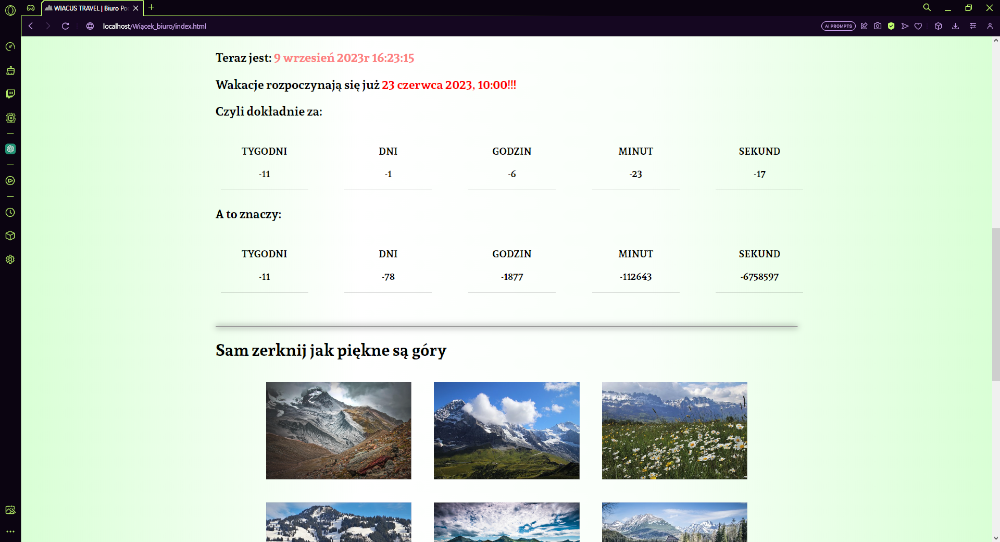 WIACUS TRAVEL | Biuro Po
localhost/Wiącek_biuro/index.html
AI PROMPTS
Teraz jest: 9 wrzesień 2023r 16:23:15
Wakacje rozpoczynają się już 23 czerwca 2023, 10:00!!!
Czyli dokładnie za:
TYGODNI DNI GODZIN MINUT SEKUND
-11 -1 -6 -23 -17
A to znaczy:
TYGODNI DNI GODZIN MINUT SEKUND
-11 -78 -1877 -112643 -6758597
Sam zerknij jak piękne są góry